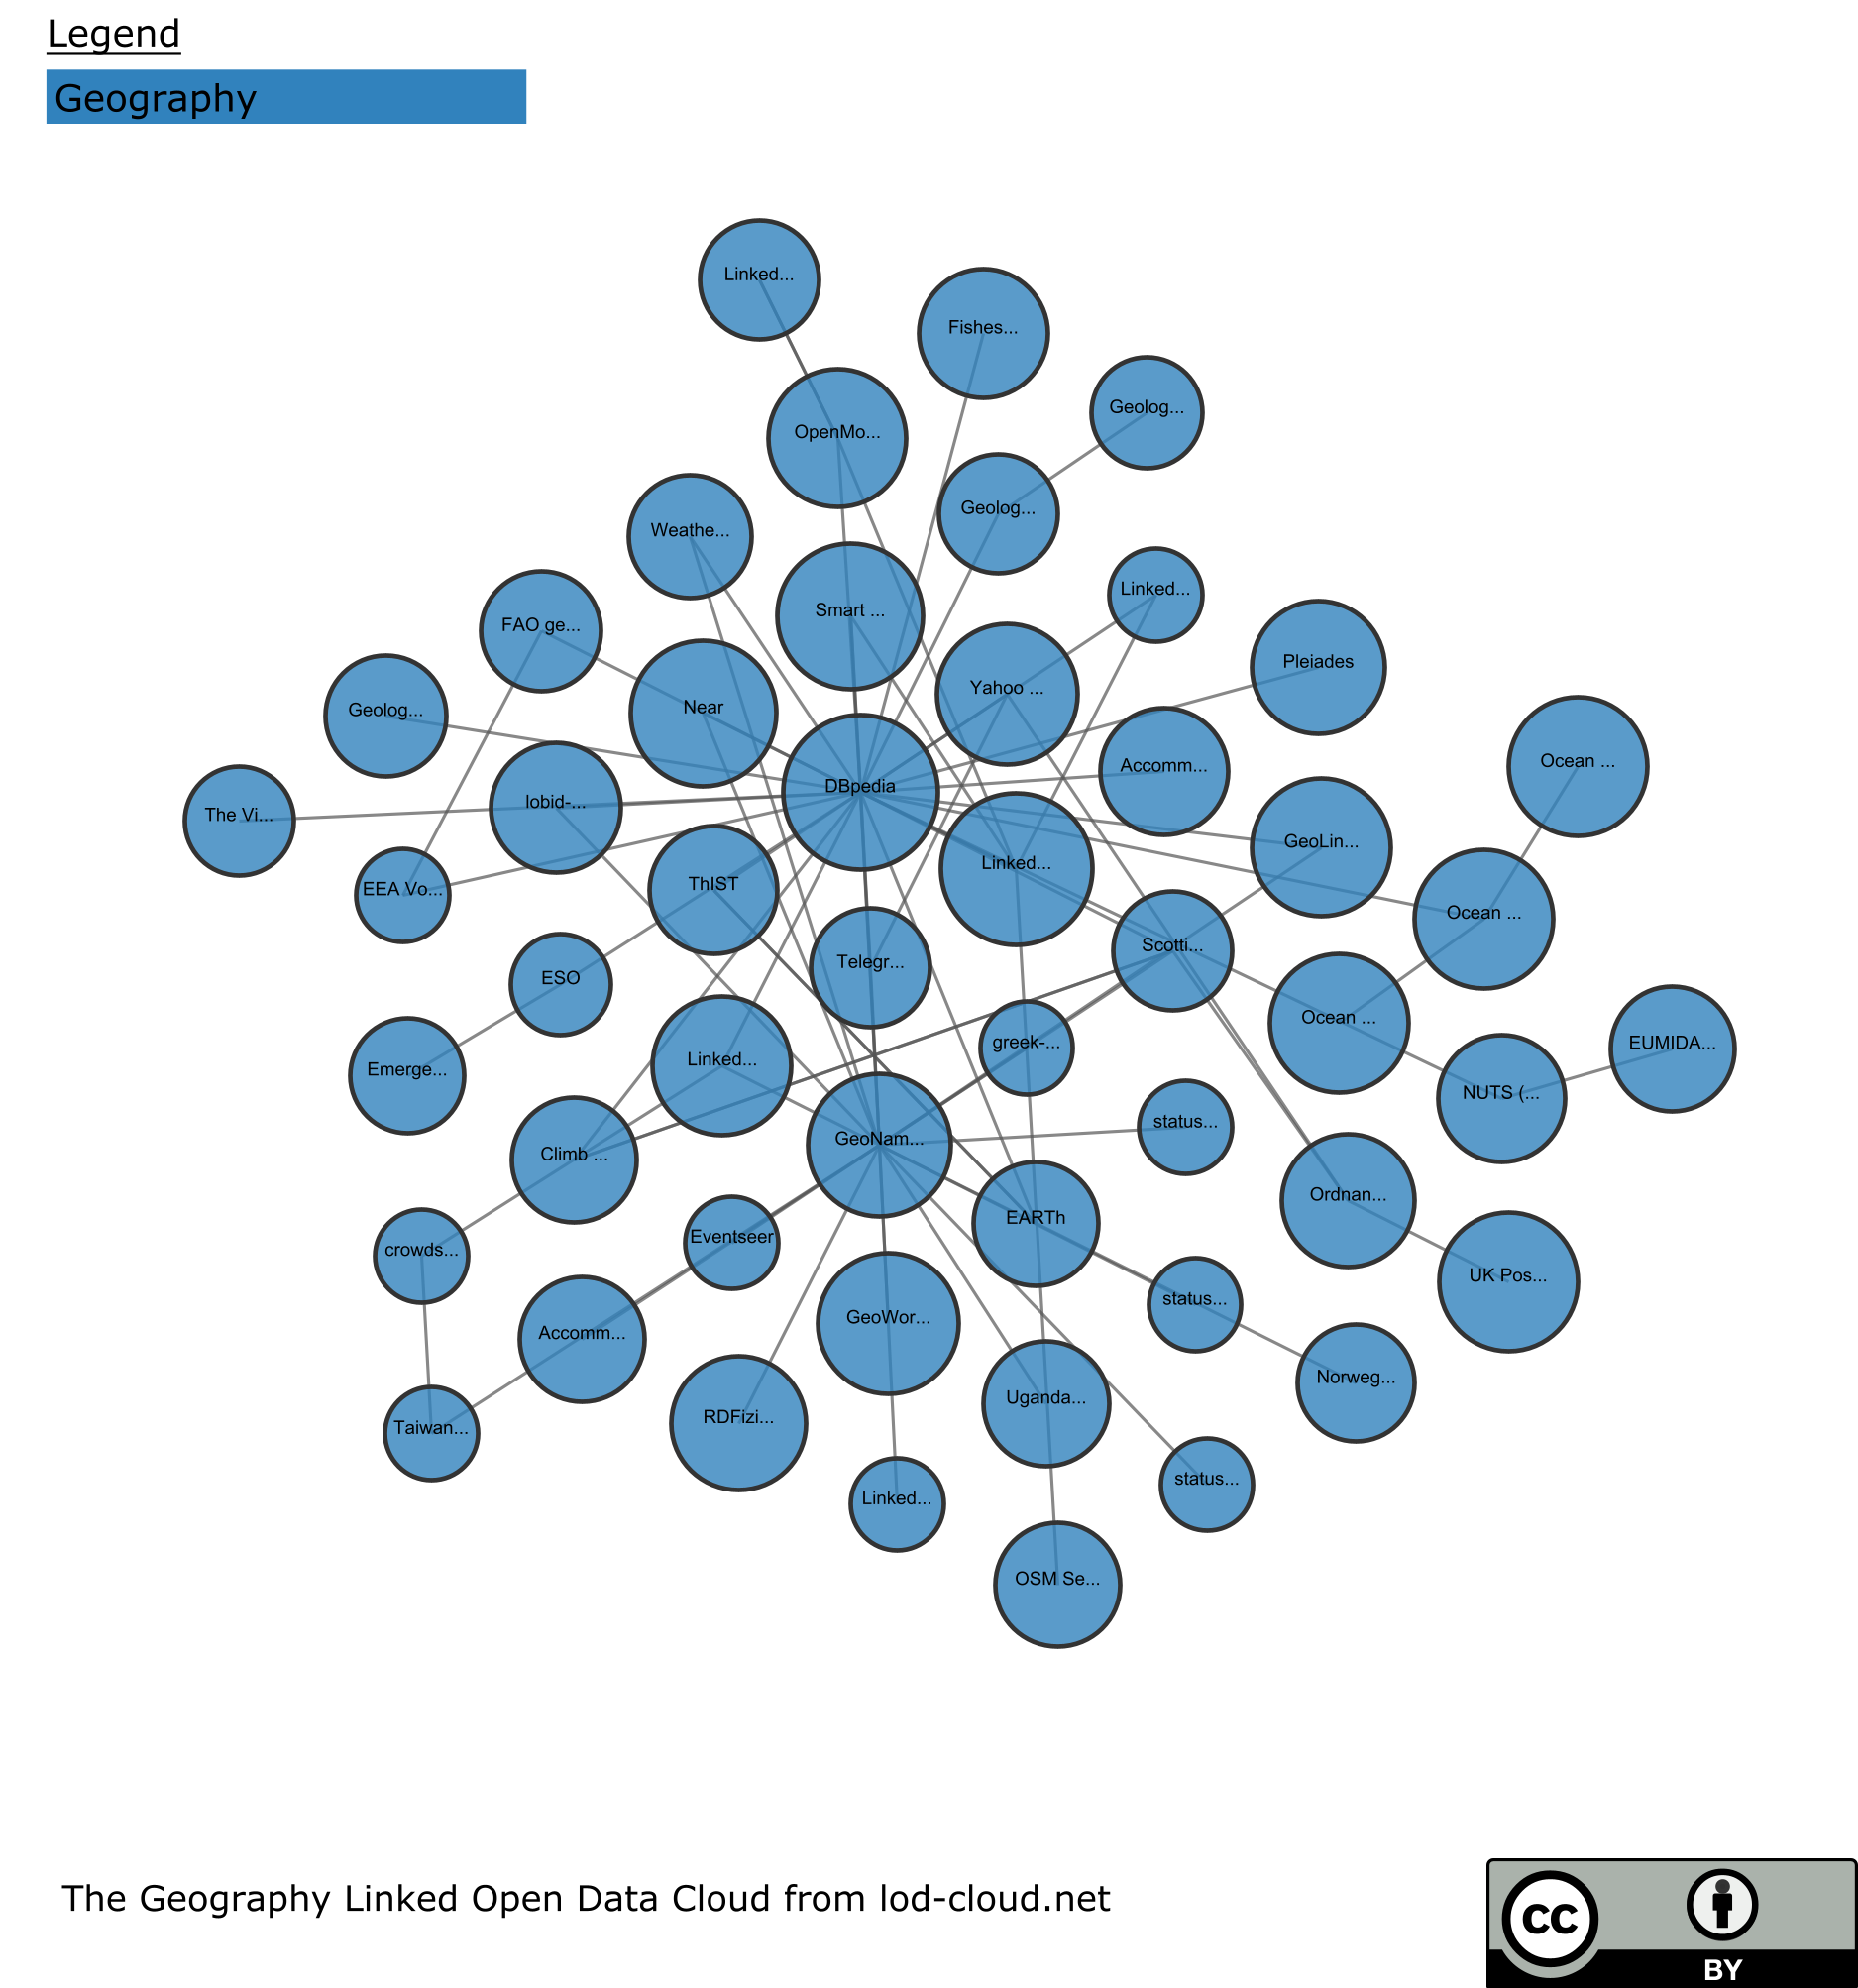 Legend
Geography
Linked...
Fishes...
Geolog...
OpenMo...
Geolog...
Weathe...
Linked...
Smart ...
FAO ge...
Pleiades
Yahoo ...
Near
Geolog...
Ocean ...
Accomm...
DBpedia
lobid-...
The Vi...
GeoLin...
Linked...
ThIST
EEA Vo...
Ocean ...
Scotti...
Telegr...
ESO
Ocean ...
greek-...
EUMIDA...
Linked...
Emerge...
NUTS (...
status...
GeoNam...
Climb ...
Ordnan...
EARTh
Eventseer
crowds...
UK Pos...
status...
GeoWor...
Accomm...
Norweg...
Uganda...
RDFizi...
Taiwan...
status...
Linked...
OSM Se...
The Geography Linked Open Data Cloud from lod-cloud.net
cc
BY